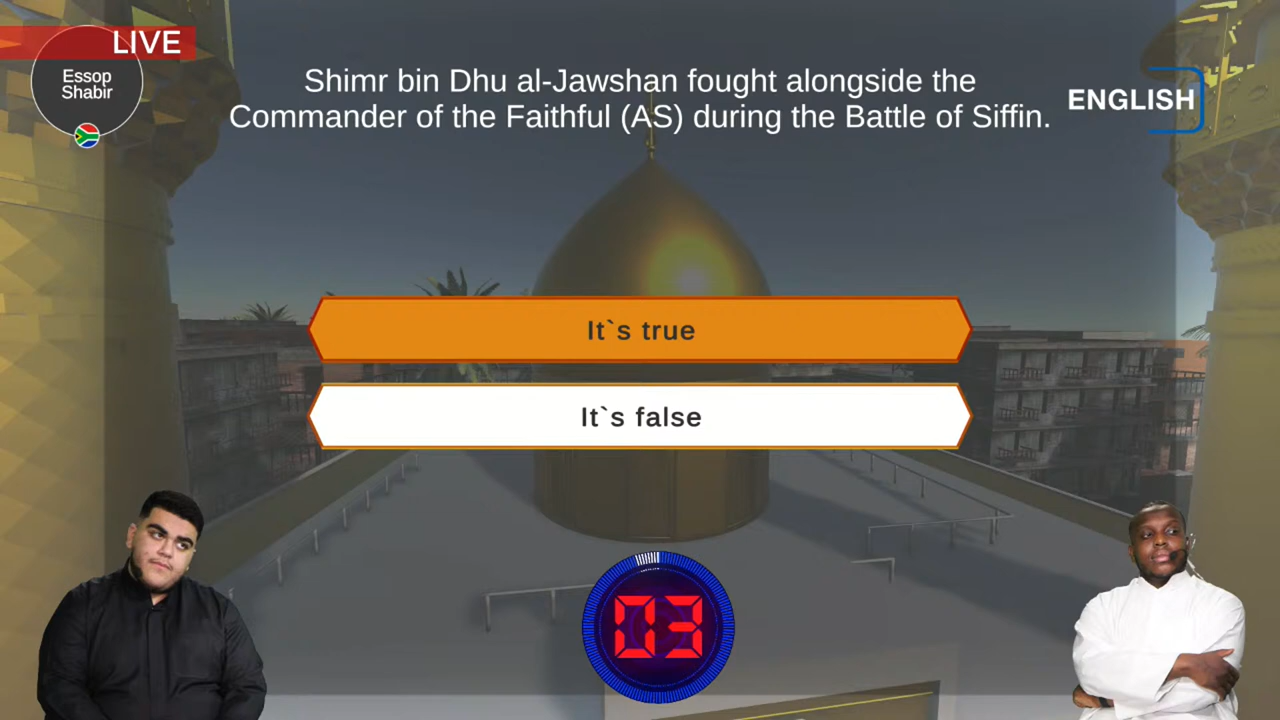 LIVE
Essop
Shabir
Shimr bin Dhu al-Jawshan fought alongside the
Commander of the Faithful (AS) during the Battle of Siffin.
ENGLISH
It`s true
It`s false
03